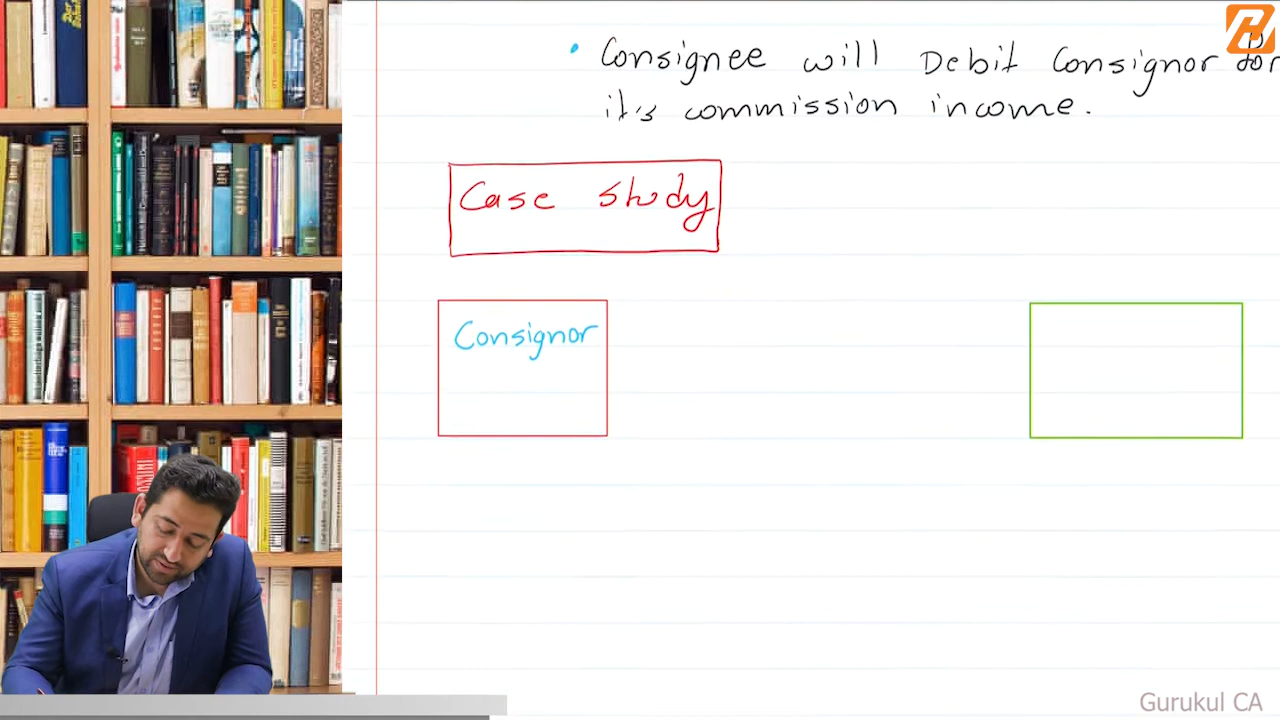 • Consignee will Debit Consignor for
it's commission income.
Case study
Consignor
Gurukul CA